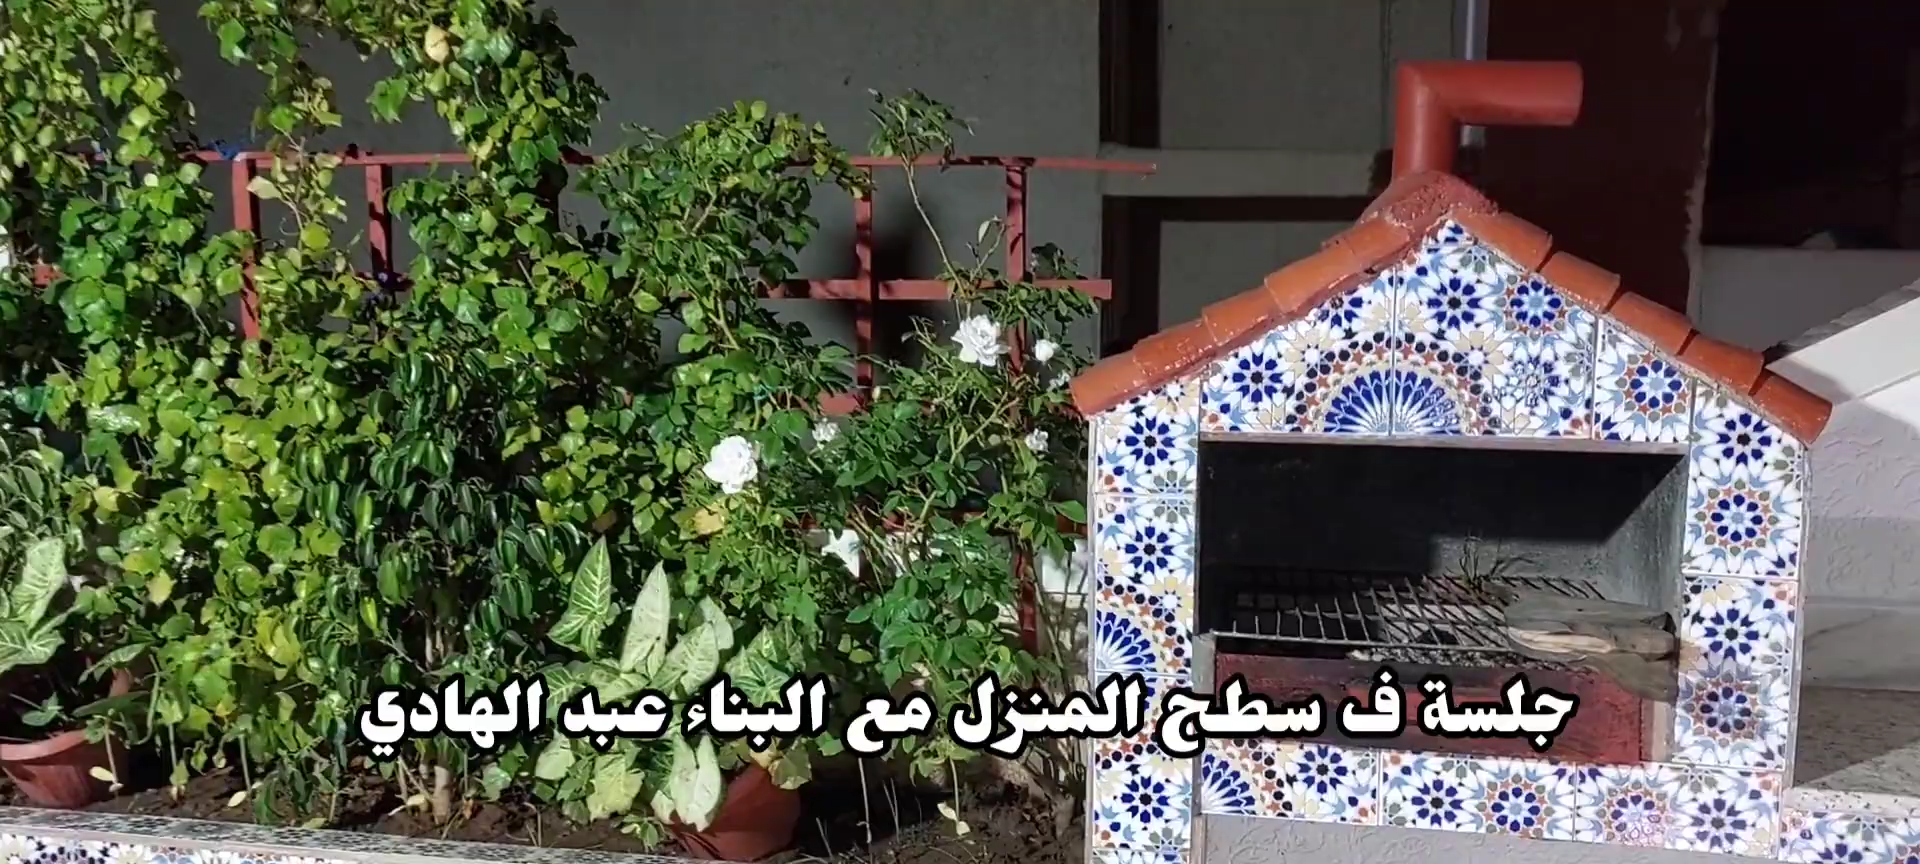 جلسة ف سطح المنزل مع البناء عبد الهادي